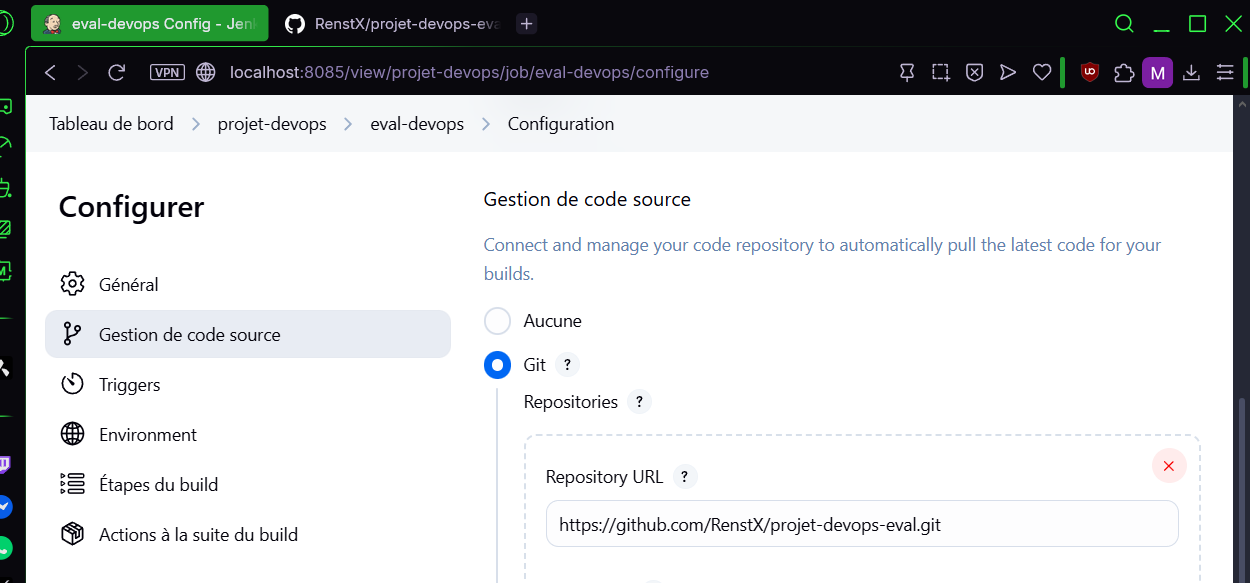 eval-devops Config - Jen
RenstX/projet-devops-eva
VPN
localhost:8085/view/projet-devops/job/eval-devops/configure
M
Tableau de bord > projet-devops > eval-devops > Configuration
Configurer
Général
Gestion de code source
Triggers
Environment
Étapes du build
Actions à la suite du build
Gestion de code source
Connect and manage your code repository to automatically pull the latest code for your
builds.
Aucune
Git ?
Repositories ?
Repository URL ?
https://github.com/RenstX/projet-devops-eval.git